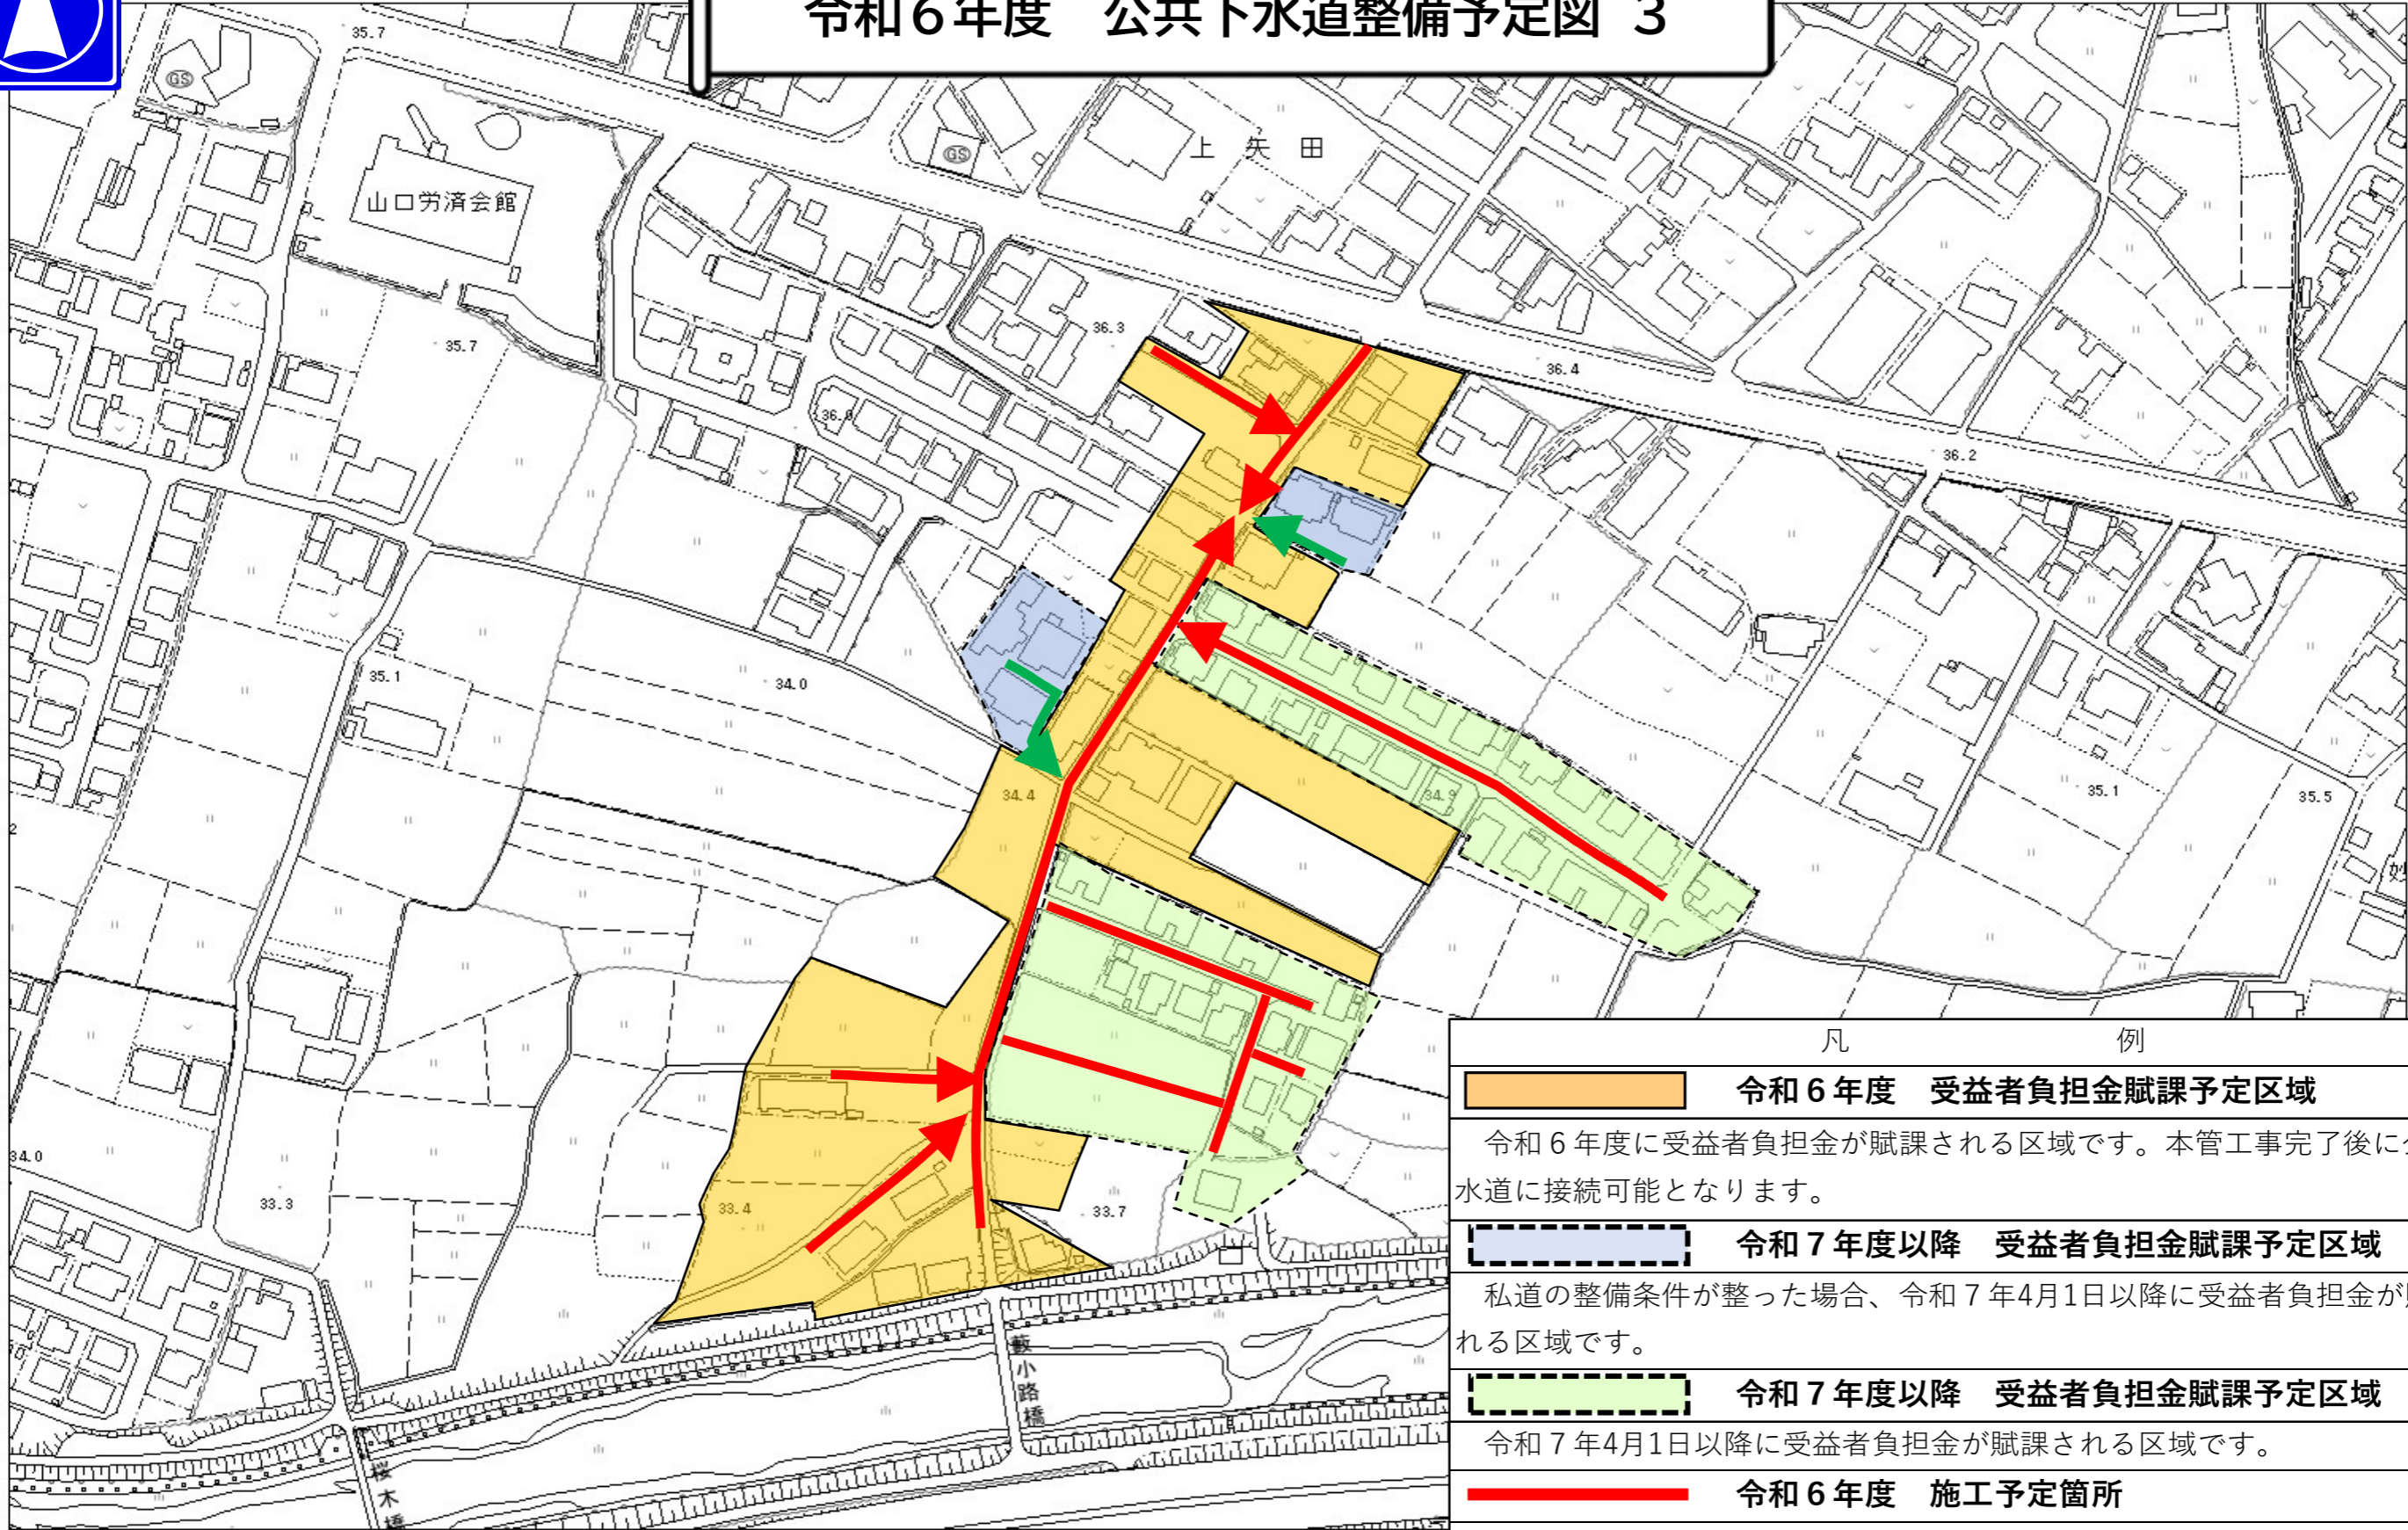 令和６年度　公共下水道整備予定図 ３
35.7
GS
GS
上矢田
山口労済会館
36.3
35.7
36.4
36.0
36.2
35.1
34.0
34.4
34.9
35.1
35.5
2
34.0
33.3
33.4
33.7
藪小路橋
桜木橋
凡　例
令和６年度　受益者負担金賦課予定区域
令和６年度に受益者負担金が賦課される区域です。本管工事完了後に
水道に接続可能となります。
令和７年度以降　受益者負担金賦課予定区域
私道の整備条件が整った場合、令和７年4月1日以降に受益者負担金が
れる区域です。
令和７年度以降　受益者負担金賦課予定区域
令和７年4月1日以降に受益者負担金が賦課される区域です。
令和６年度　施工予定箇所